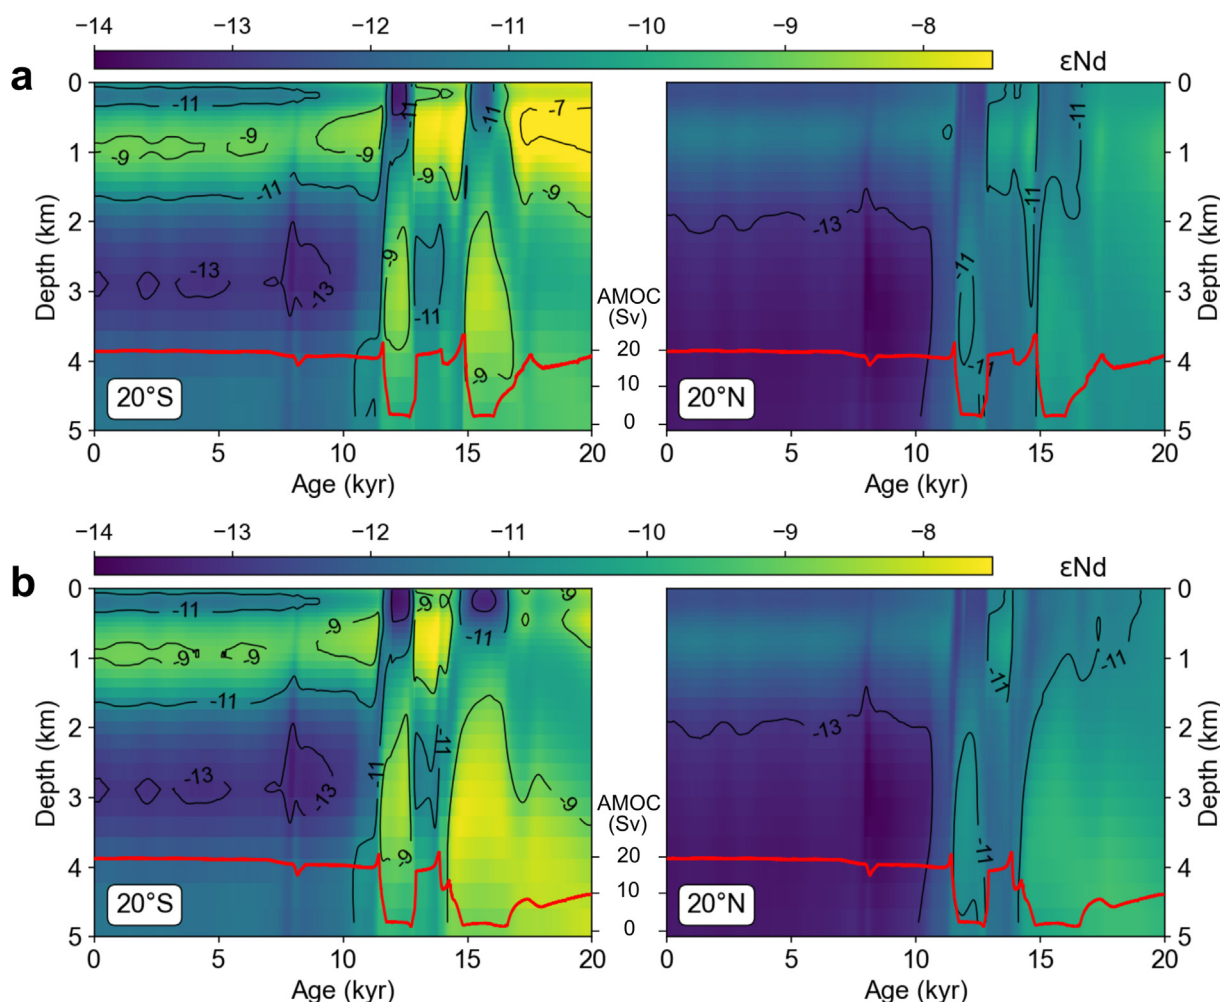 −14 −13 −12 −11 −10 −9 −8
εNd
a
0 1 2 3 4 5
Depth (km)
-11 -11 -11 -7
-9 -9 -9 -9 -9
-11
-13 -13 -9 -11
-9
20°S
0 5 10 15 20
Age (kyr)
AMOC
(Sv)
20
10
0
-13 -11 -11 -11
20°N
0 5 10 15 20
Age (kyr)
0 1 2 3 4 5
Depth (km)
−14 −13 −12 −11 −10 −9 −8
εNd
b
0 1 2 3 4 5
Depth (km)
-11 -9 -9
-9 -9 -9 -11
-11
-13 -13 -11 -11 -9
-9
20°S
0 5 10 15 20
Age (kyr)
AMOC
(Sv)
20
10
0
-11 -11
-13 -11
20°N
0 5 10 15 20
Age (kyr)
0 1 2 3 4 5
Depth (km)